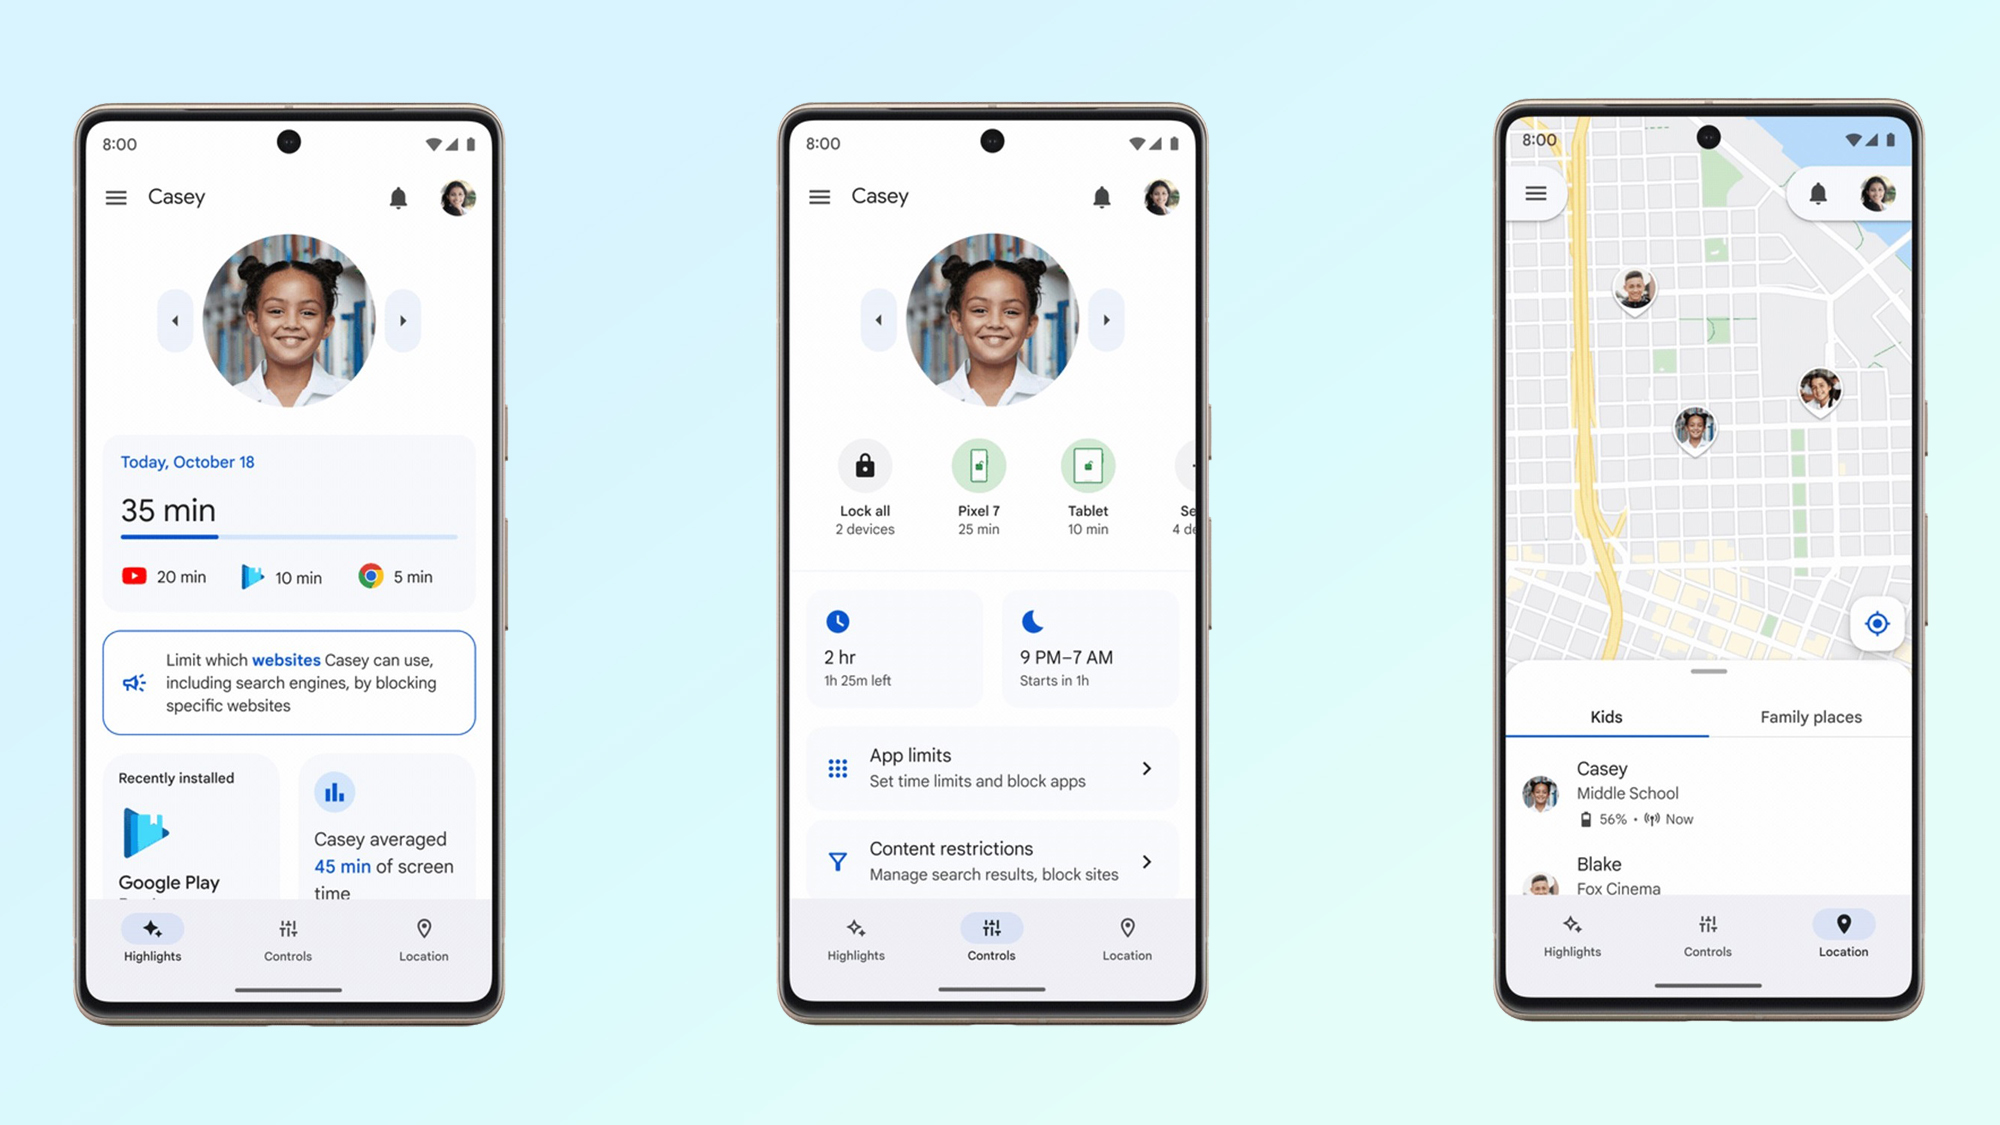 8:00
Casey
Today, October 18
35 min
20 min
10 min
5 min
Limit which websites Casey can use,
including search engines, by blocking
specific websites
Recently installed
Google Play
Casey averaged
45 min of screen
time
Highlights
Controls
Location
8:00
Casey
Lock all
2 devices
Pixel 7
25 min
Tablet
10 min
Se
4 de
2 hr
1h 25m left
9 PM–7 AM
Starts in 1h
App limits
Set time limits and block apps
Content restrictions
Manage search results, block sites
Highlights
Controls
Location
8:00
Kids
Family places
Casey
Middle School
56% • Now
Blake
Fox Cinema
Highlights
Controls
Location